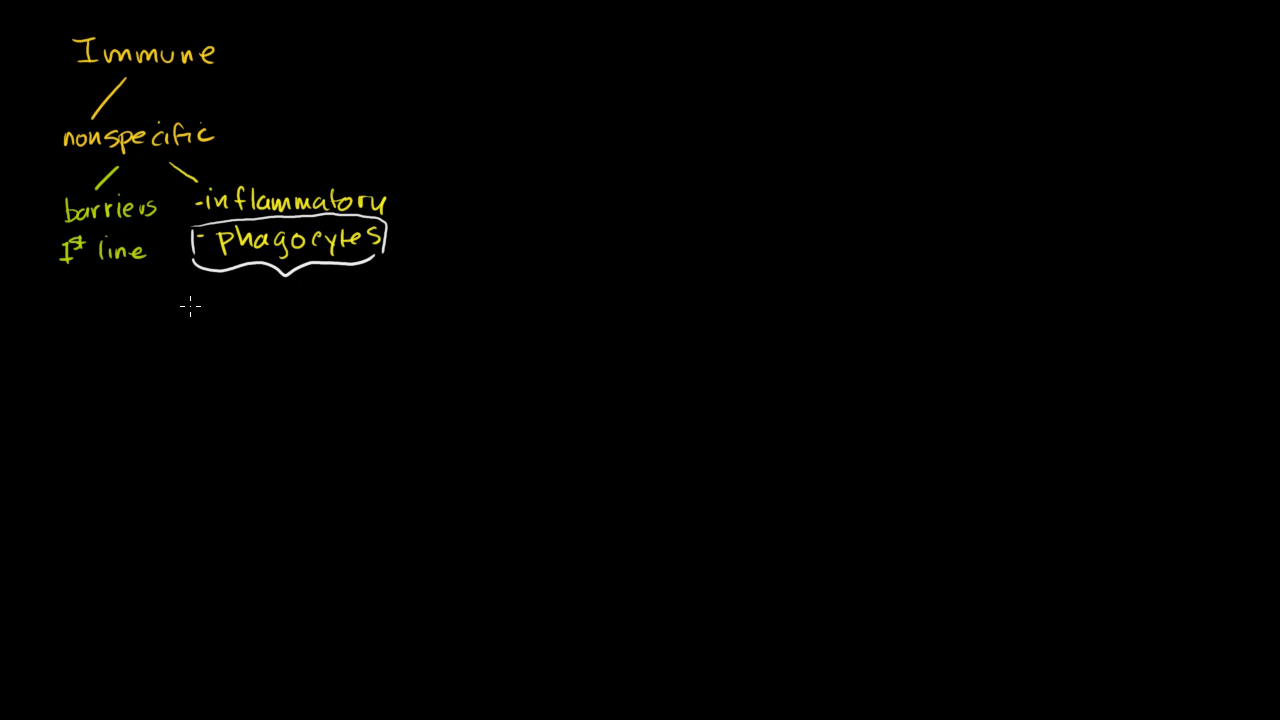 Immune
nonspecific
barriers
1st line
-inflammatory
- phagocytes